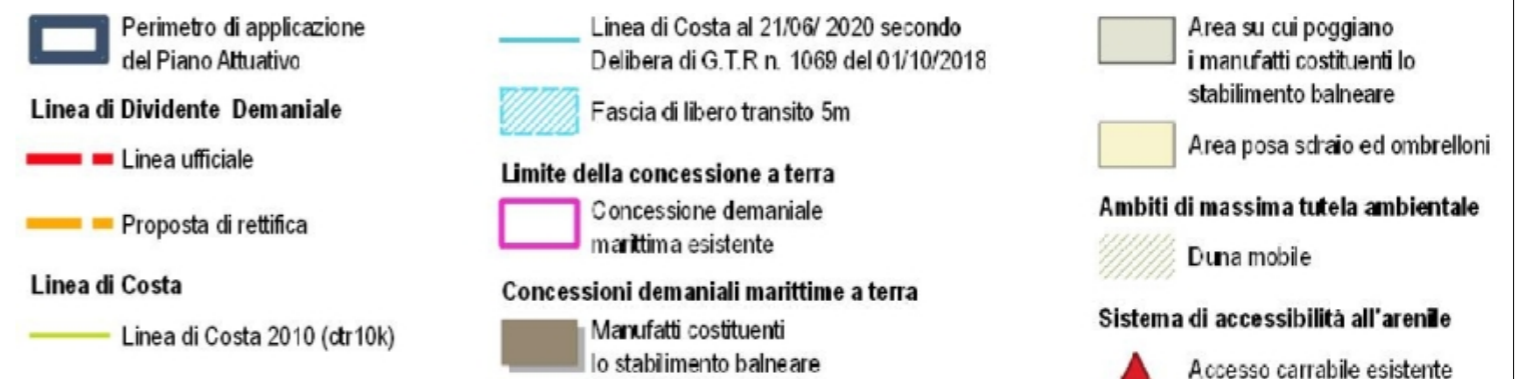 Perimetro di applicazione
del Piano Attuativo
Linea di Dividente Demaniale
Linea ufficiale
Proposta di rettifica
Linea di Costa
Linea di Costa 2010 (ctr10k)
Linea di Costa al 21/06/ 2020 secondo
Delibera di G.T.R n. 1069 del 01/10/2018
Fascia di libero transito 5m
Limite della concessione a terra
Concessione demaniale
marittima esistente
Concessioni demaniali marittime a terra
Manufatti costituenti
lo stabilimento balneare
Area su cui poggiano
i manufatti costituenti lo
stabilimento balneare
Area posa sdraio ed ombrelloni
Ambiti di massima tutela ambientale
Duna mobile
Sistema di accessibilità all'arenile
Accesso carrabile esistente